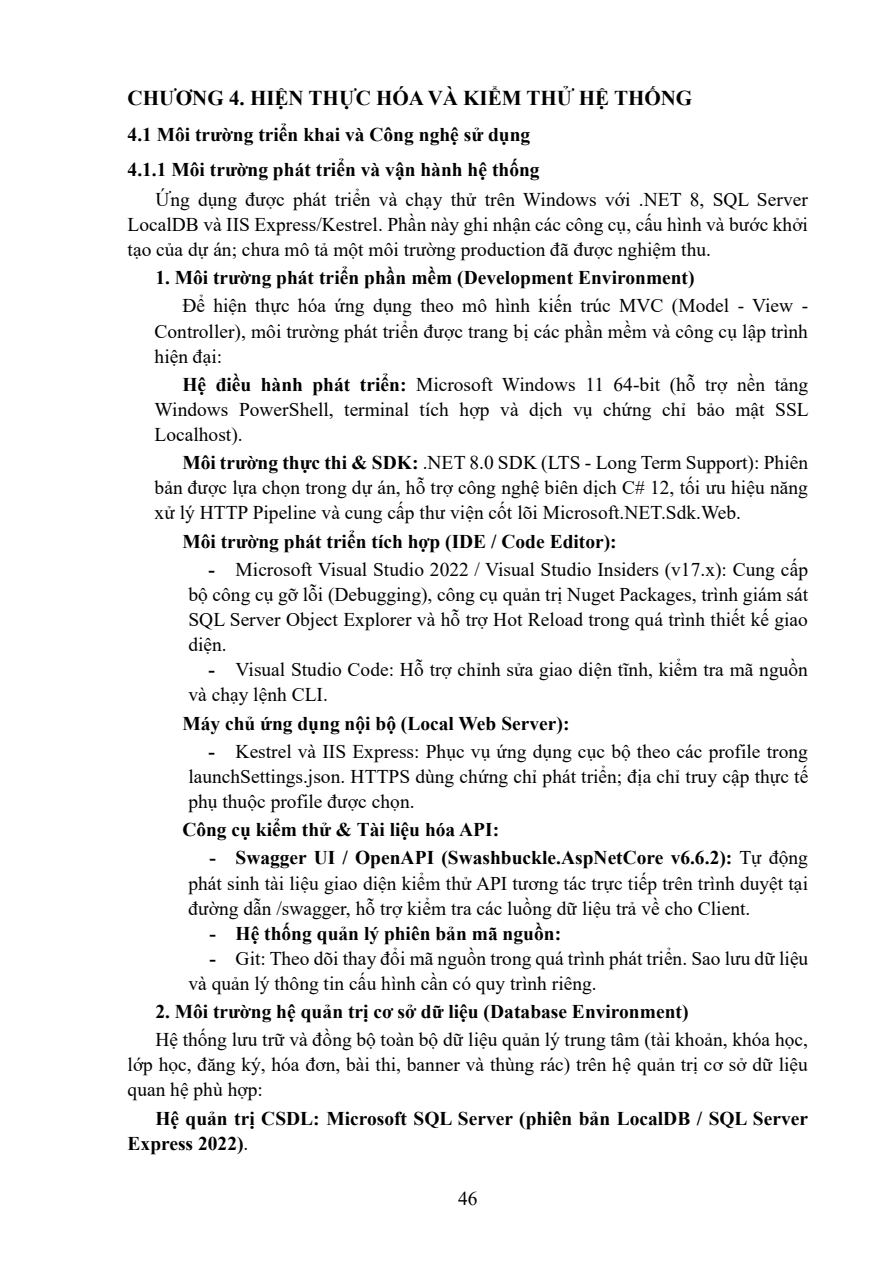 CHƯƠNG 4. HIỆN THỰC HÓA VÀ KIỂM THỬ HỆ THỐNG
4.1 Môi trường triển khai và Công nghệ sử dụng
4.1.1 Môi trường phát triển và vận hành hệ thống
Ứng dụng được phát triển và chạy thử trên Windows với .NET 8, SQL Server
LocalDB và IIS Express/Kestrel. Phần này ghi nhận các công cụ, cấu hình và bước khởi
tạo của dự án; chưa mô tả một môi trường production đã được nghiệm thu.
1. Môi trường phát triển phần mềm (Development Environment)
Để hiện thực hóa ứng dụng theo mô hình kiến trúc MVC (Model - View -
Controller), môi trường phát triển được trang bị các phần mềm và công cụ lập trình
hiện đại:
Hệ điều hành phát triển: Microsoft Windows 11 64-bit (hỗ trợ nền tảng
Windows PowerShell, terminal tích hợp và dịch vụ chứng chỉ bảo mật SSL
Localhost).
Môi trường thực thi & SDK: .NET 8.0 SDK (LTS - Long Term Support): Phiên
bản được lựa chọn trong dự án, hỗ trợ công nghệ biên dịch C# 12, tối ưu hiệu năng
xử lý HTTP Pipeline và cung cấp thư viện cốt lõi Microsoft.NET.Sdk.Web.
Môi trường phát triển tích hợp (IDE / Code Editor):
- Microsoft Visual Studio 2022 / Visual Studio Insiders (v17.x): Cung cấp
bộ công cụ gỡ lỗi (Debugging), công cụ quản trị Nuget Packages, trình giám sát
SQL Server Object Explorer và hỗ trợ Hot Reload trong quá trình thiết kế giao
diện.
- Visual Studio Code: Hỗ trợ chỉnh sửa giao diện tĩnh, kiểm tra mã nguồn
và chạy lệnh CLI.
Máy chủ ứng dụng nội bộ (Local Web Server):
- Kestrel và IIS Express: Phục vụ ứng dụng cục bộ theo các profile trong
launchSettings.json. HTTPS dùng chứng chỉ phát triển; địa chỉ truy cập thực tế
phụ thuộc profile được chọn.
Công cụ kiểm thử & Tài liệu hóa API:
- Swagger UI / OpenAPI (Swashbuckle.AspNetCore v6.6.2): Tự động
phát sinh tài liệu giao diện kiểm thử API tương tác trực tiếp trên trình duyệt tại
đường dẫn /swagger, hỗ trợ kiểm tra các luồng dữ liệu trả về cho Client.
- Hệ thống quản lý phiên bản mã nguồn:
- Git: Theo dõi thay đổi mã nguồn trong quá trình phát triển. Sao lưu dữ liệu
và quản lý thông tin cấu hình cần có quy trình riêng.
2. Môi trường hệ quản trị cơ sở dữ liệu (Database Environment)
Hệ thống lưu trữ và đồng bộ toàn bộ dữ liệu quản lý trung tâm (tài khoản, khóa học,
lớp học, đăng ký, hóa đơn, bài thi, banner và thùng rác) trên hệ quản trị cơ sở dữ liệu
quan hệ phù hợp:
Hệ quản trị CSDL: Microsoft SQL Server (phiên bản LocalDB / SQL Server
Express 2022).
46